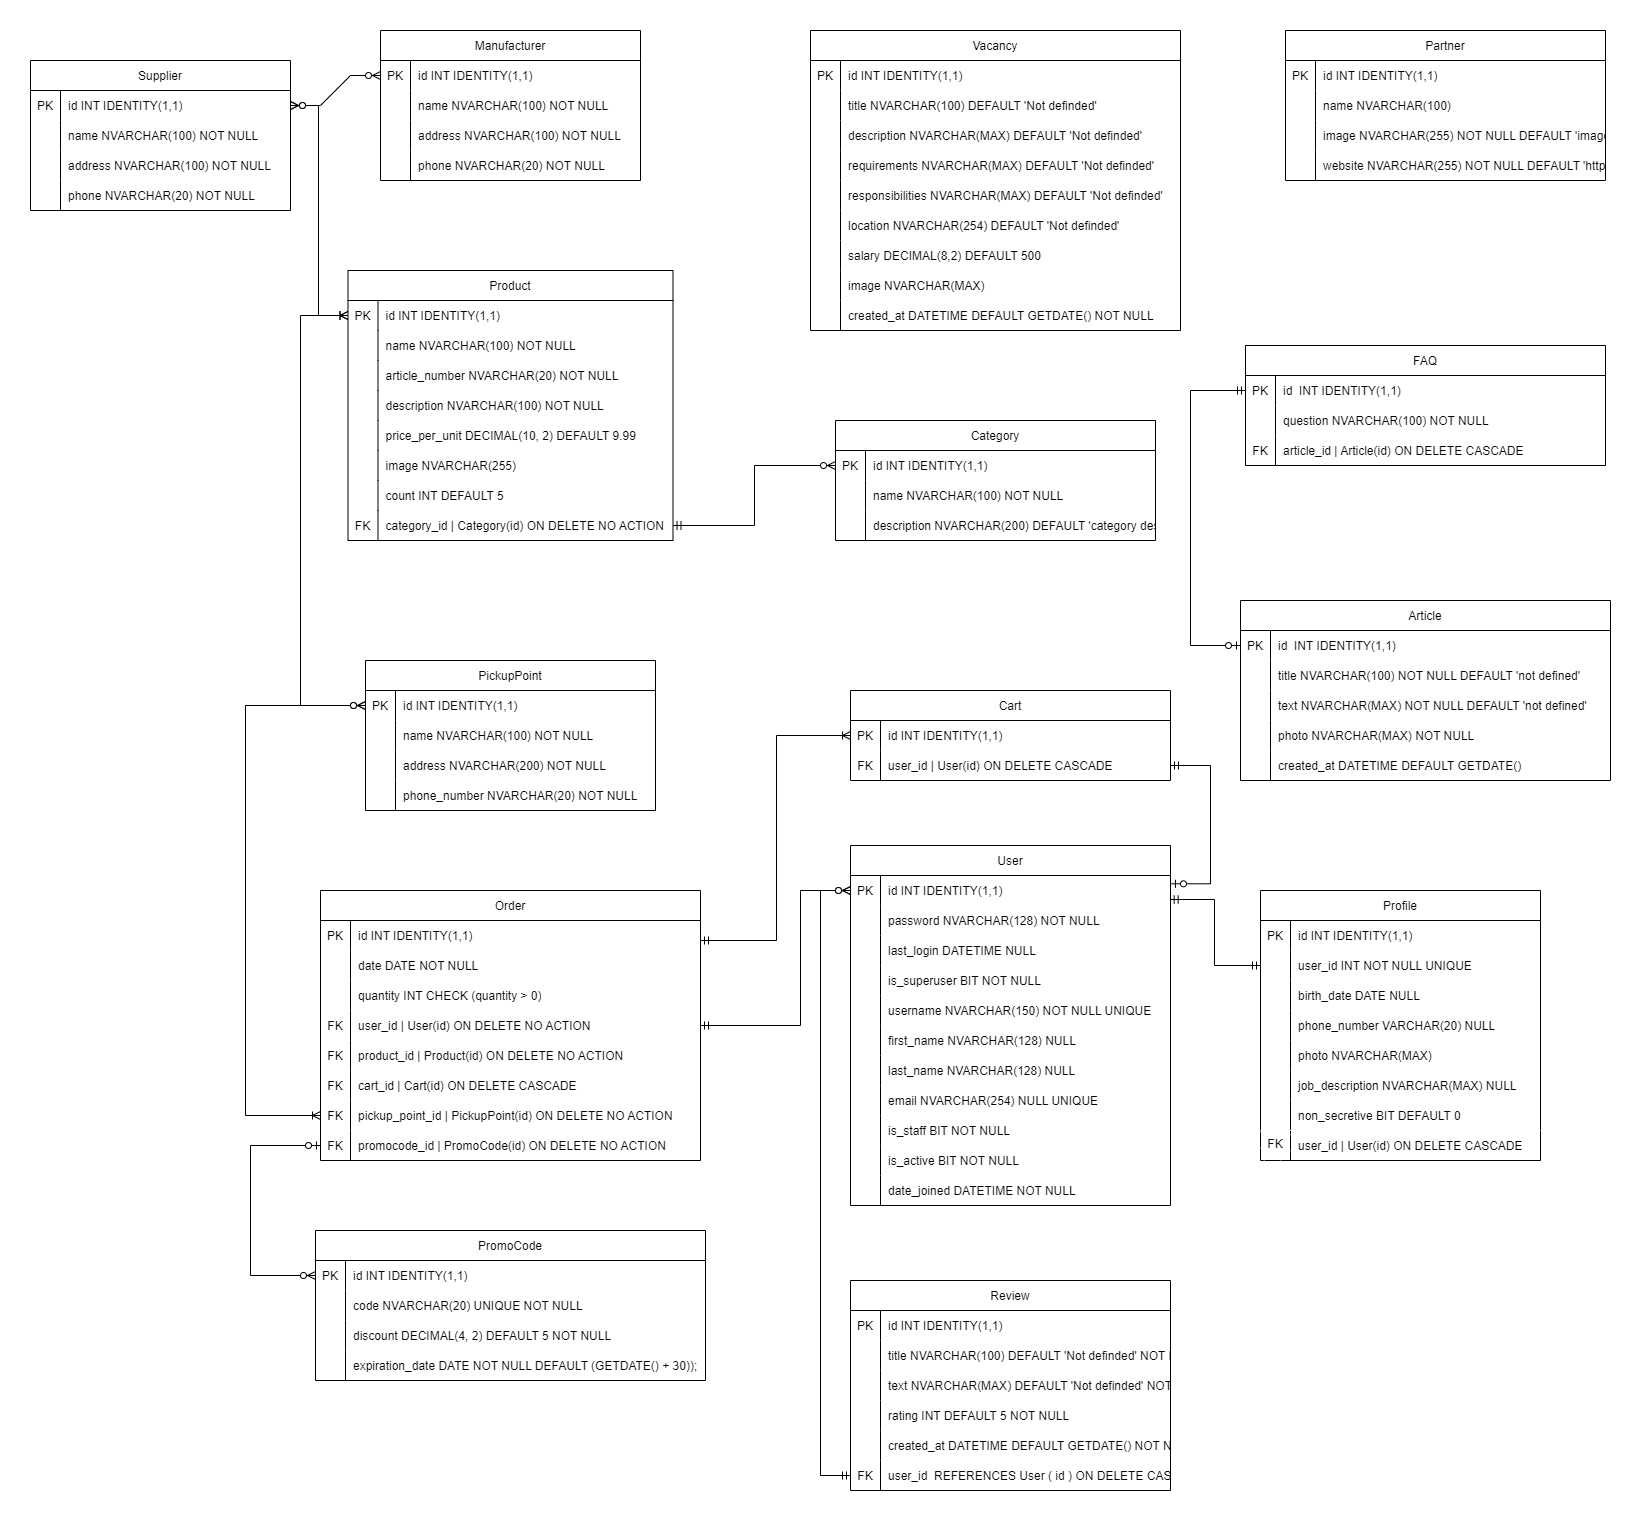 Supplier
PK id INT IDENTITY(1,1)
name NVARCHAR(100) NOT NULL
address NVARCHAR(100) NOT NULL
phone NVARCHAR(20) NOT NULL
Manufacturer
PK id INT IDENTITY(1,1)
name NVARCHAR(100) NOT NULL
address NVARCHAR(100) NOT NULL
phone NVARCHAR(20) NOT NULL
Vacancy
PK id INT IDENTITY(1,1)
title NVARCHAR(100) DEFAULT 'Not definded'
description NVARCHAR(MAX) DEFAULT 'Not definded'
requirements NVARCHAR(MAX) DEFAULT 'Not definded'
responsibilities NVARCHAR(MAX) DEFAULT 'Not definded'
location NVARCHAR(254) DEFAULT 'Not definded'
salary DECIMAL(8,2) DEFAULT 500
image NVARCHAR(MAX)
created_at DATETIME DEFAULT GETDATE() NOT NULL
Partner
PK id INT IDENTITY(1,1)
name NVARCHAR(100)
image NVARCHAR(255) NOT NULL DEFAULT 'imag
website NVARCHAR(255) NOT NULL DEFAULT 'http
Product
PK id INT IDENTITY(1,1)
name NVARCHAR(100) NOT NULL
article_number NVARCHAR(20) NOT NULL
description NVARCHAR(100) NOT NULL
price_per_unit DECIMAL(10, 2) DEFAULT 9.99
image NVARCHAR(255)
count INT DEFAULT 5
FK category_id | Category(id) ON DELETE NO ACTION
Category
PK id INT IDENTITY(1,1)
name NVARCHAR(100) NOT NULL
description NVARCHAR(200) DEFAULT 'category des
FAQ
PK id INT IDENTITY(1,1)
question NVARCHAR(100) NOT NULL
FK article_id | Article(id) ON DELETE CASCADE
Article
PK id INT IDENTITY(1,1)
title NVARCHAR(100) NOT NULL DEFAULT 'not defined'
text NVARCHAR(MAX) NOT NULL DEFAULT 'not defined'
photo NVARCHAR(MAX) NOT NULL
created_at DATETIME DEFAULT GETDATE()
PickupPoint
PK id INT IDENTITY(1,1)
name NVARCHAR(100) NOT NULL
address NVARCHAR(200) NOT NULL
phone_number NVARCHAR(20) NOT NULL
Cart
PK id INT IDENTITY(1,1)
FK user_id | User(id) ON DELETE CASCADE
User
PK id INT IDENTITY(1,1)
password NVARCHAR(128) NOT NULL
last_login DATETIME NULL
is_superuser BIT NOT NULL
username NVARCHAR(150) NOT NULL UNIQUE
first_name NVARCHAR(128) NULL
last_name NVARCHAR(128) NULL
email NVARCHAR(254) NULL UNIQUE
is_staff BIT NOT NULL
is_active BIT NOT NULL
date_joined DATETIME NOT NULL
Order
PK id INT IDENTITY(1,1)
date DATE NOT NULL
quantity INT CHECK (quantity > 0)
FK user_id | User(id) ON DELETE NO ACTION
FK product_id | Product(id) ON DELETE NO ACTION
FK cart_id | Cart(id) ON DELETE CASCADE
FK pickup_point_id | PickupPoint(id) ON DELETE NO ACTION
FK promocode_id | PromoCode(id) ON DELETE NO ACTION
Profile
PK id INT IDENTITY(1,1)
user_id INT NOT NULL UNIQUE
birth_date DATE NULL
phone_number VARCHAR(20) NULL
photo NVARCHAR(MAX)
job_description NVARCHAR(MAX) NULL
non_secretive BIT DEFAULT 0
FK user_id | User(id) ON DELETE CASCADE
PromoCode
PK id INT IDENTITY(1,1)
code NVARCHAR(20) UNIQUE NOT NULL
discount DECIMAL(4, 2) DEFAULT 5 NOT NULL
expiration_date DATE NOT NULL DEFAULT (GETDATE() + 30));
Review
PK id INT IDENTITY(1,1)
title NVARCHAR(100) DEFAULT 'Not definded' NOT
text NVARCHAR(MAX) DEFAULT 'Not definded' NOT
rating INT DEFAULT 5 NOT NULL
created_at DATETIME DEFAULT GETDATE() NOT N
FK user_id REFERENCES User ( id ) ON DELETE CAS